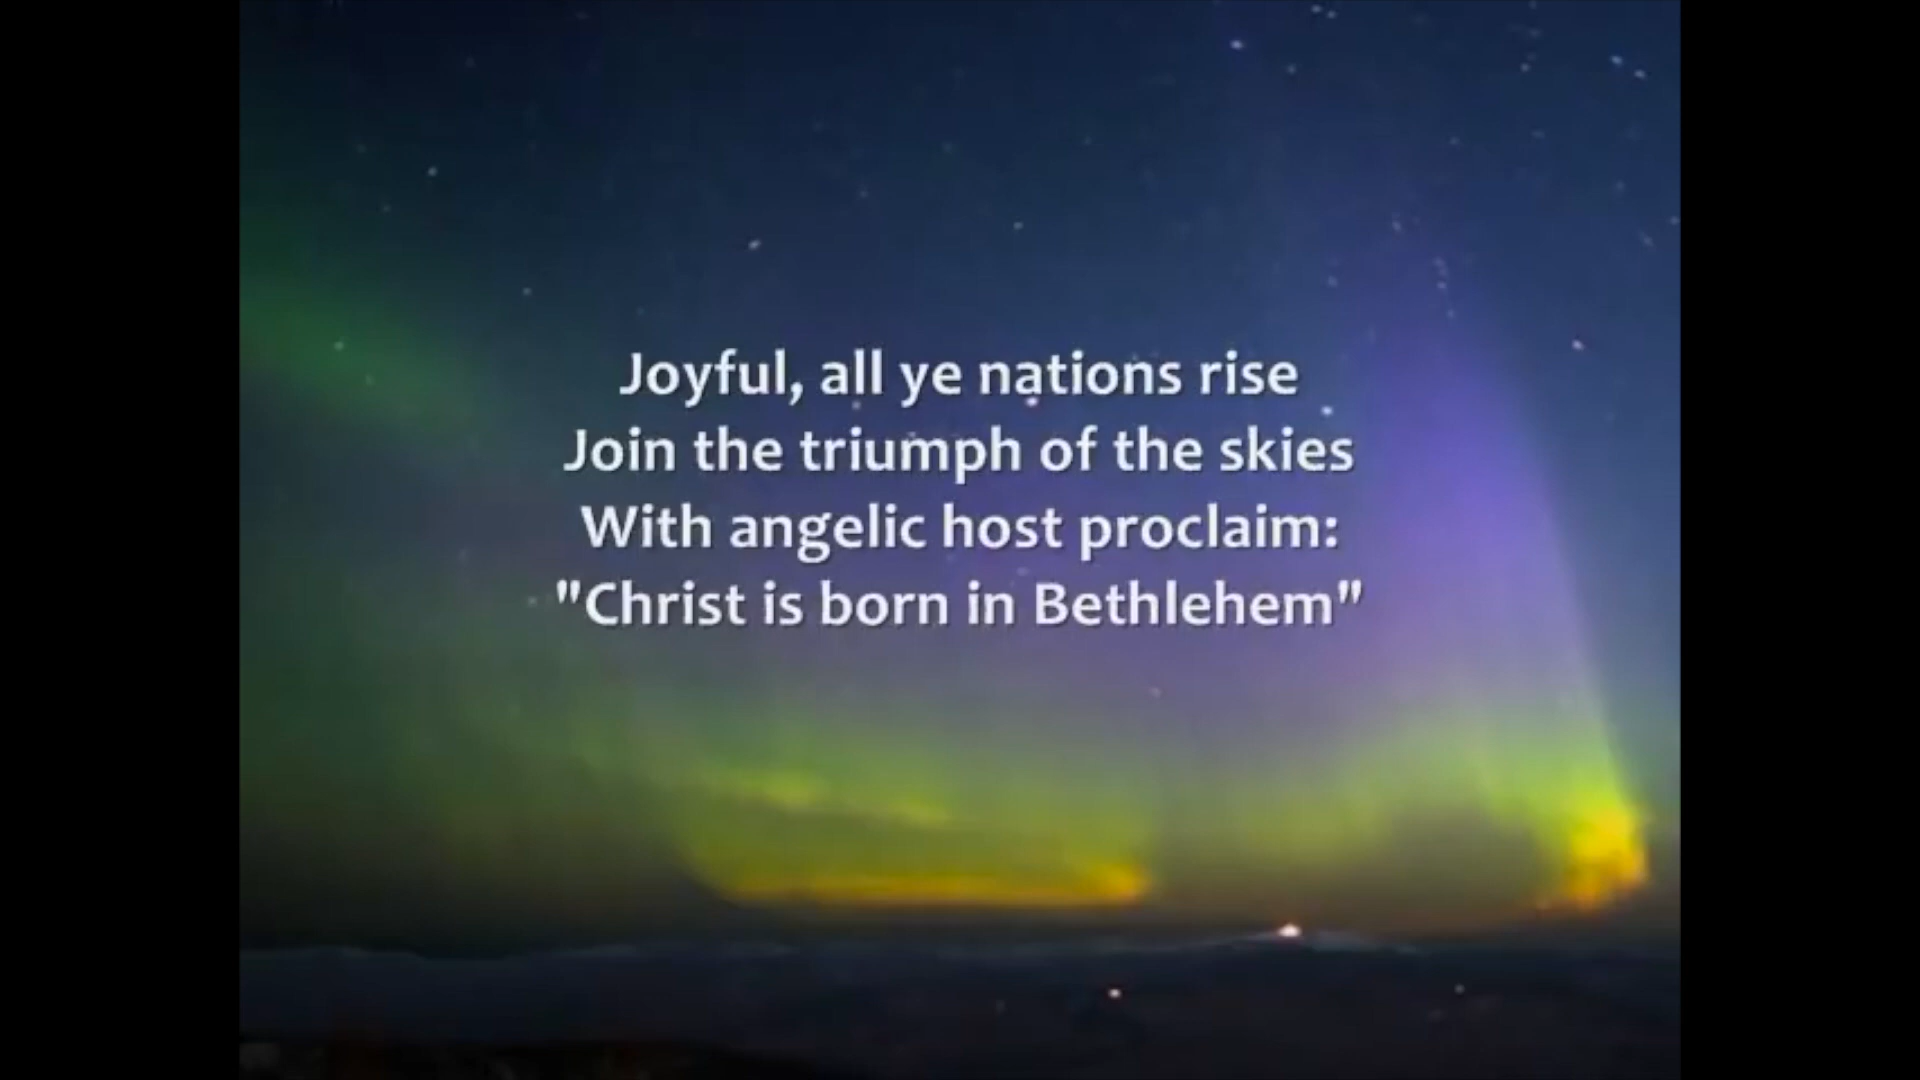 Joyful, all ye nations rise
Join the triumph of the skies
With angelic host proclaim:
"Christ is born in Bethlehem"